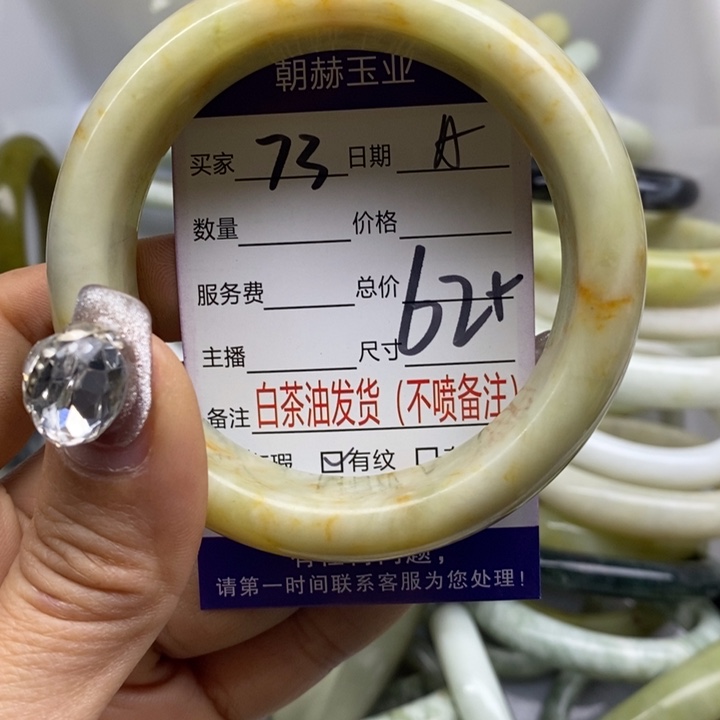 朝赫玉业
买家 73 日期 A
数量 价格
服务费 总价
主播 尺寸 62+
备注 白茶油发货（不喷备注）
瑕 ☑有纹 ☐
请第一时间联系客服为您处理！